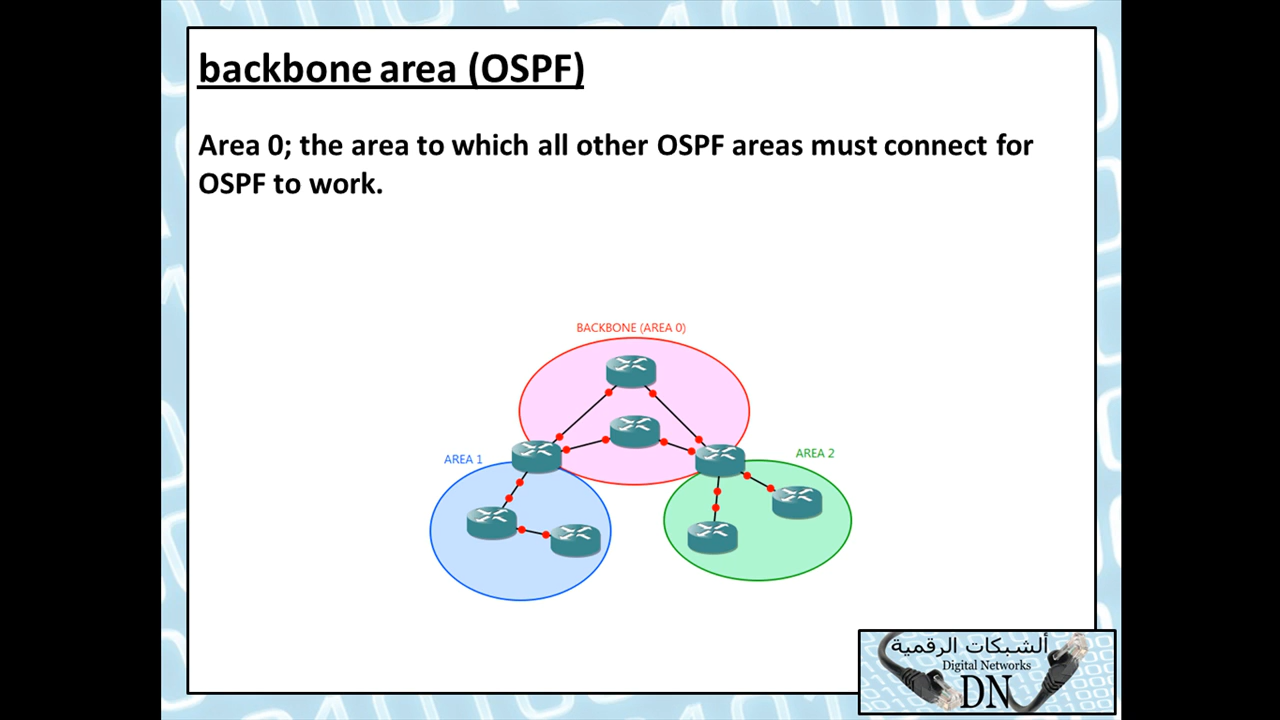 backbone area (OSPF)
Area 0; the area to which all other OSPF areas must connect for
OSPF to work.
BACKBONE (AREA 0)
AREA 1
AREA 2
ألشبكات الرقمية
Digital Networks
DN